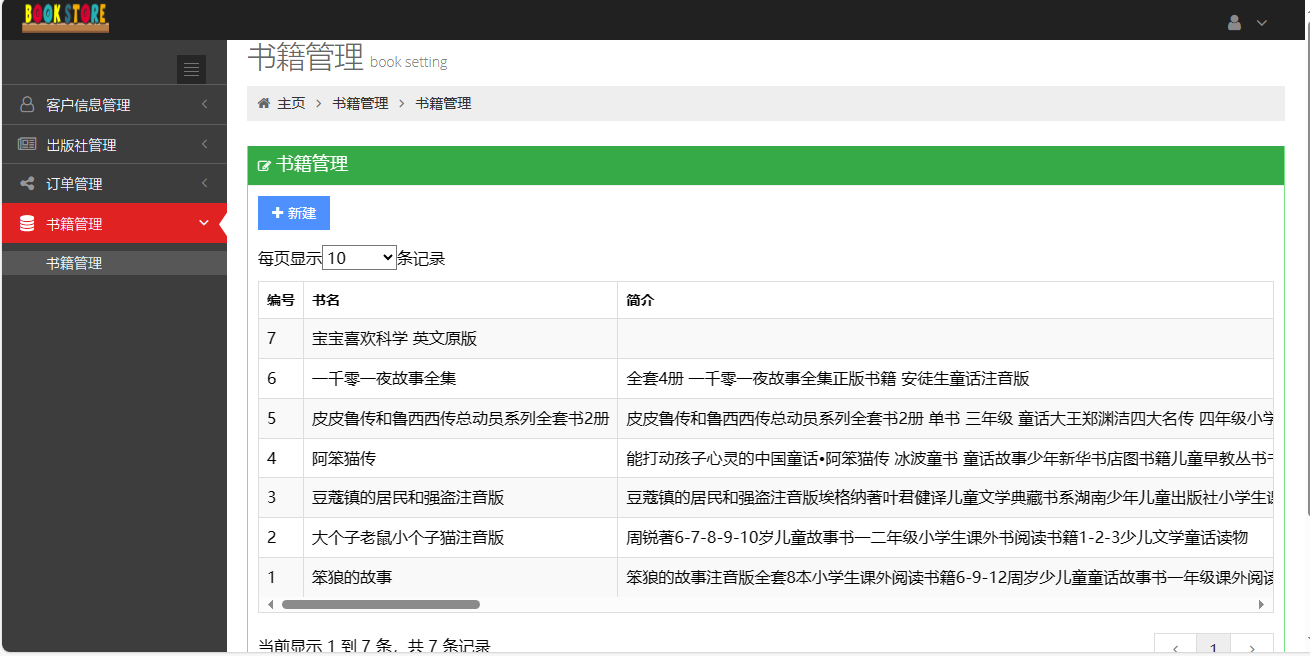 BOOK STORE
书籍管理 book setting
主页 > 书籍管理 > 书籍管理
客户信息管理
出版社管理
订单管理
书籍管理
书籍管理
书籍管理
+ 新建
每页显示 10 条记录
编号 书名 简介
7 宝宝喜欢科学 英文原版
6 一千零一夜故事全集 全套4册 一千零一夜故事全集正版书籍 安徒生童话注音版
5 皮皮鲁传和鲁西西传总动员系列全套书2册 皮皮鲁传和鲁西西传总动员系列全套书2册 单书 三年级 童话大王郑渊洁四大名传 四年级小学
4 阿笨猫传 能打动孩子心灵的中国童话•阿笨猫传 冰波童书 童话故事少年新华书店图书籍儿童早教丛书
3 豆蔻镇的居民和强盗注音版 豆蔻镇的居民和强盗注音版埃格纳著叶君健译儿童文学典藏书系湖南少年儿童出版社小学生课
2 大个子老鼠小个子猫注音版 周锐著6-7-8-9-10岁儿童故事书一二年级小学生课外书阅读书籍1-2-3少儿文学童话读物
1 笨狼的故事 笨狼的故事注音版全套8本小学生课外阅读书籍6-9-12周岁少儿童童话故事书一年级课外阅读
当前显示 1 到 7 条，共 7 条记录
‹ 1 ›